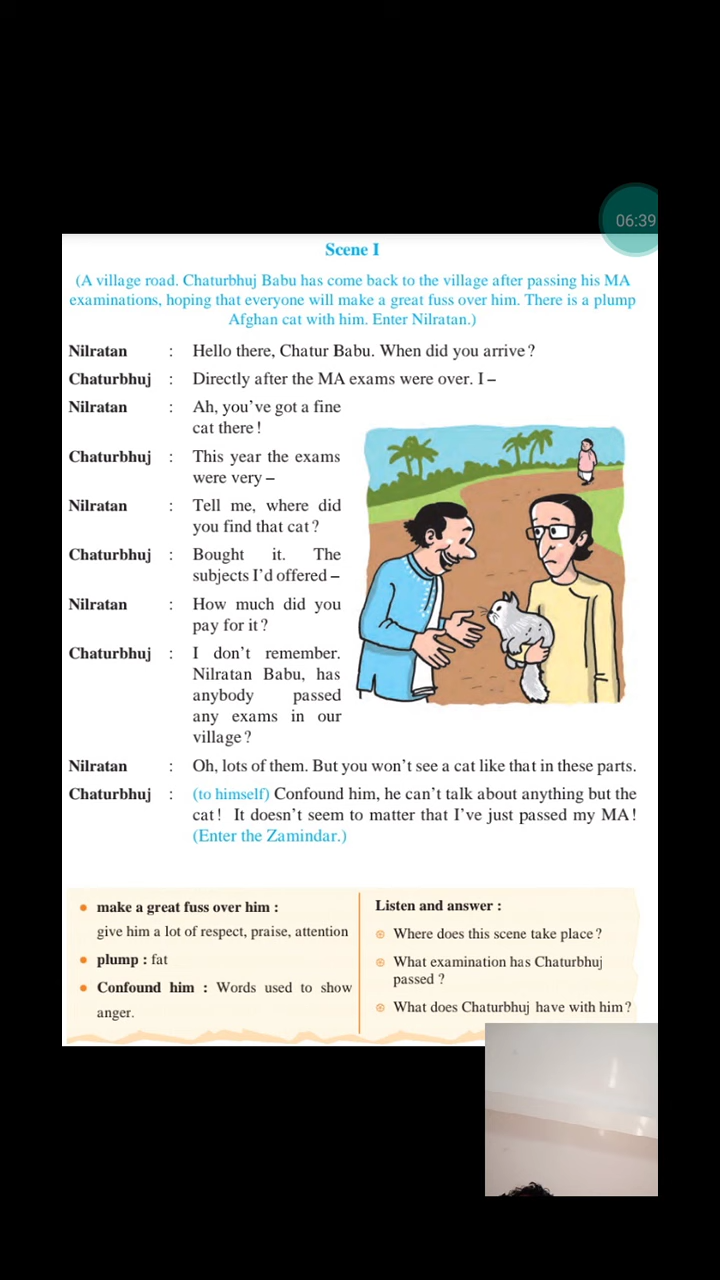 06:39
Scene I
(A village road. Chaturbhuj Babu has come back to the village after passing his MA
examinations, hoping that everyone will make a great fuss over him. There is a plump
Afghan cat with him. Enter Nilratan.)
Nilratan : Hello there, Chatur Babu. When did you arrive?
Chaturbhuj : Directly after the MA exams were over. I –
Nilratan : Ah, you've got a fine
cat there!
Chaturbhuj : This year the exams
were very –
Nilratan : Tell me, where did
you find that cat?
Chaturbhuj : Bought it. The
subjects I'd offered –
Nilratan : How much did you
pay for it?
Chaturbhuj : I don't remember.
Nilratan Babu, has
anybody passed
any exams in our
village?
Nilratan : Oh, lots of them. But you won't see a cat like that in these parts.
Chaturbhuj : (to himself) Confound him, he can't talk about anything but the
cat! It doesn't seem to matter that I've just passed my MA!
(Enter the Zamindar.)
• make a great fuss over him :
give him a lot of respect, praise, attention
• plump : fat
• Confound him : Words used to show
anger.
Listen and answer :
Where does this scene take place?
What examination has Chaturbhuj
passed ?
What does Chaturbhuj have with him?